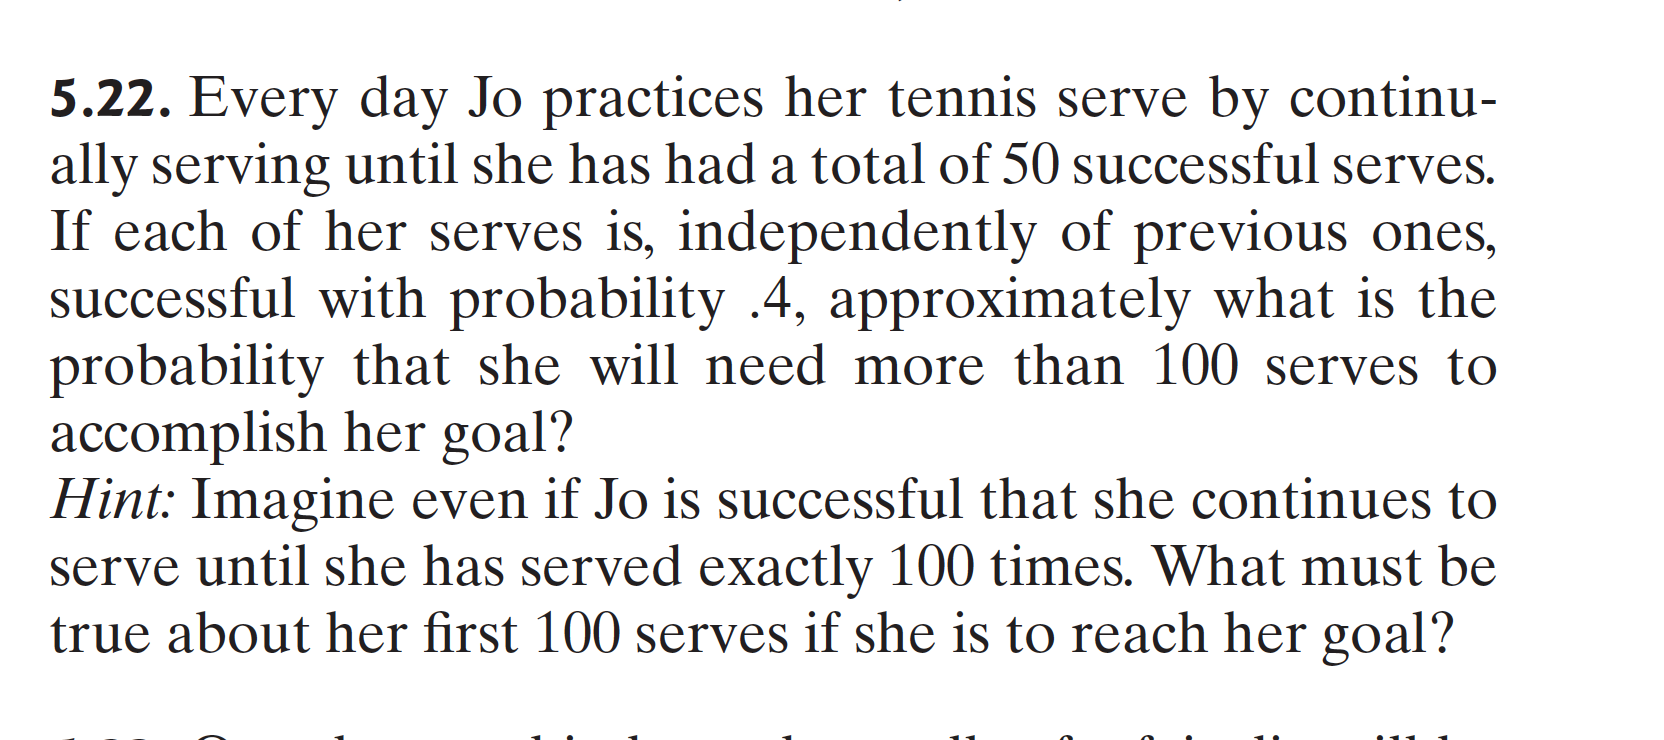 5.22. Every day Jo practices her tennis serve by continu-
ally serving until she has had a total of 50 successful serves.
If each of her serves is, independently of previous ones,
successful with probability .4, approximately what is the
probability that she will need more than 100 serves to
accomplish her goal?
Hint: Imagine even if Jo is successful that she continues to
serve until she has served exactly 100 times. What must be
true about her first 100 serves if she is to reach her goal?